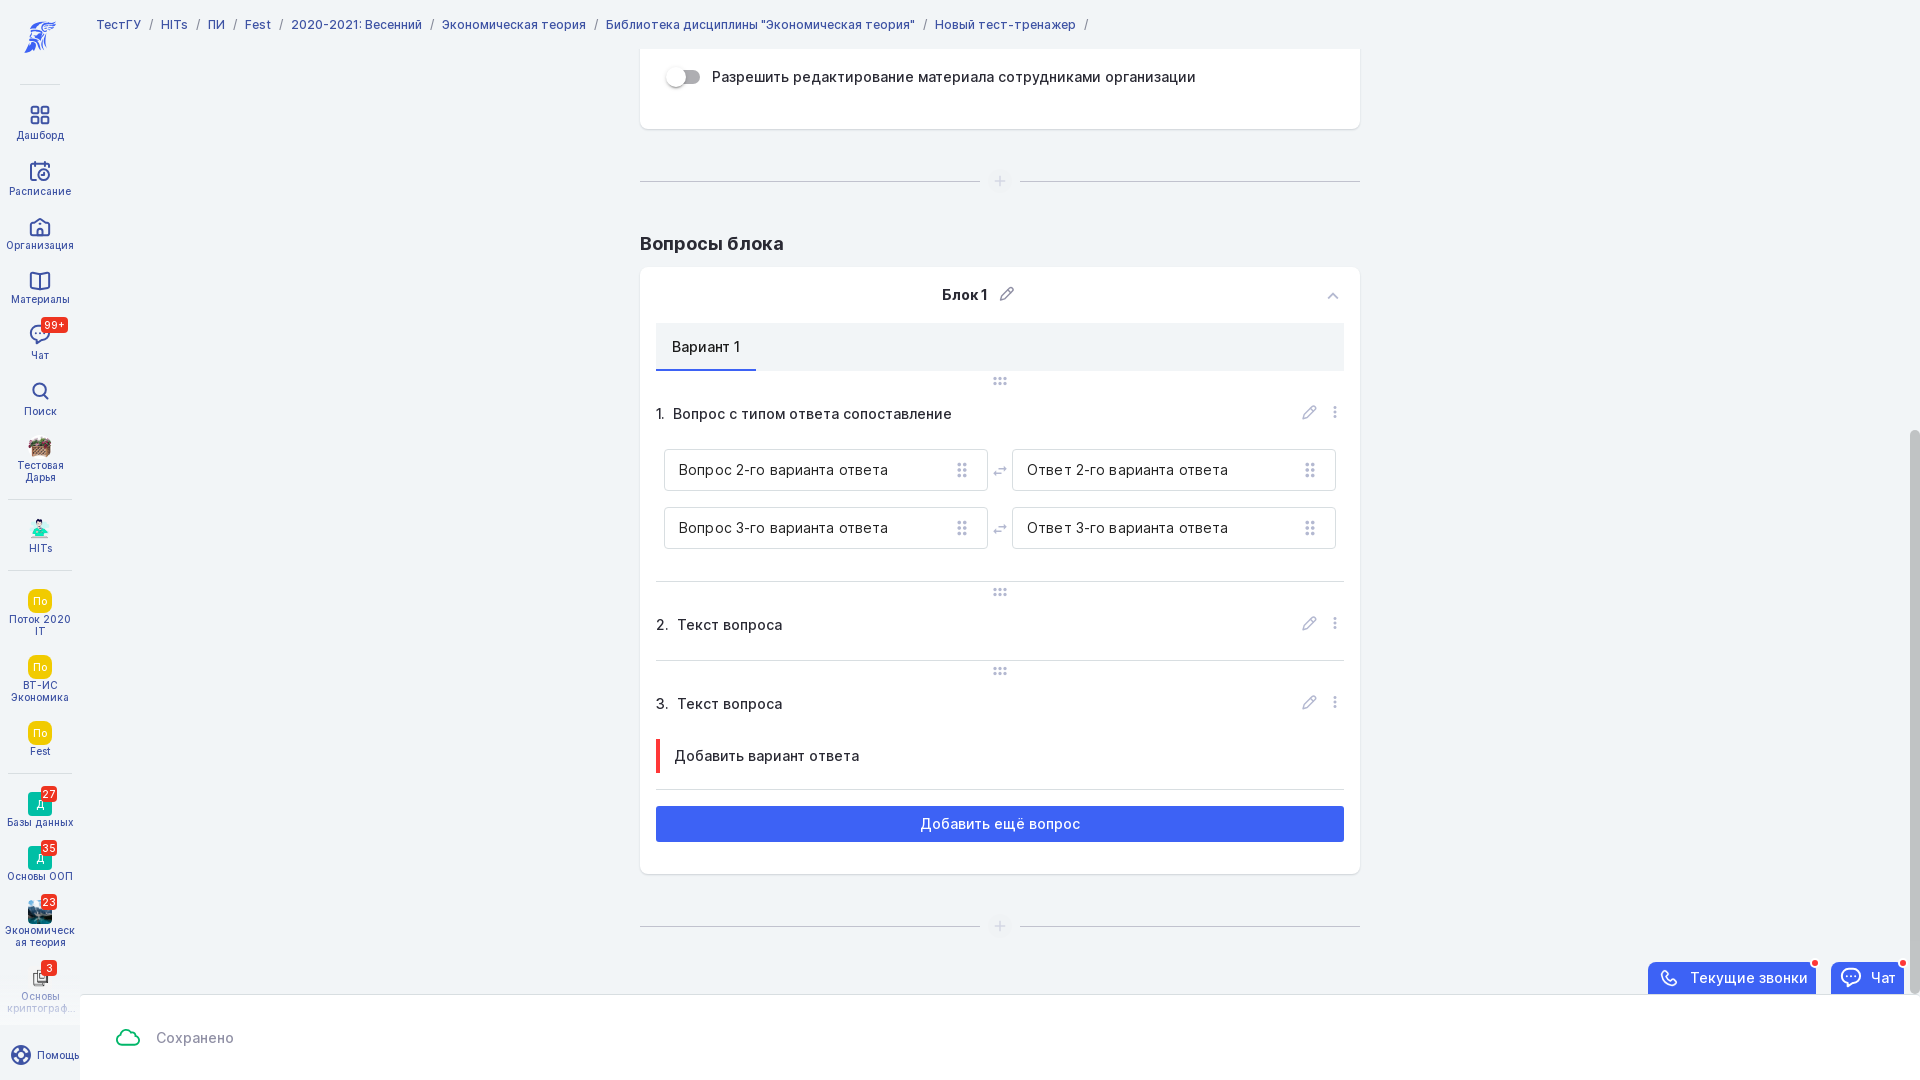 ТестГУ / HITs / ПИ / Fest / 2020-2021: Весенний / Экономическая теория / Библиотека дисциплины "Экономическая теория" / Новый тест-тренажер /
Дашборд
Расписание
Организация
Материалы
99+
Чат
Поиск
Тестовая
Дарья
HITs
По
Поток 2020
IT
По
ВТ-ИС
Экономика
По
Fest
27
Д
Базы данных
35
Д
Основы ООП
23
Экономическ
ая теория
3
Основы
криптограф...
Помощь
Разрешить редактирование материала сотрудниками организации
Вопросы блока
Блок 1
Вариант 1
1. Вопрос с типом ответа сопоставление
Вопрос 2-го варианта ответа Ответ 2-го варианта ответа
Вопрос 3-го варианта ответа Ответ 3-го варианта ответа
2. Текст вопроса
3. Текст вопроса
Добавить вариант ответа
Добавить ещё вопрос
Текущие звонки Чат
Сохранено